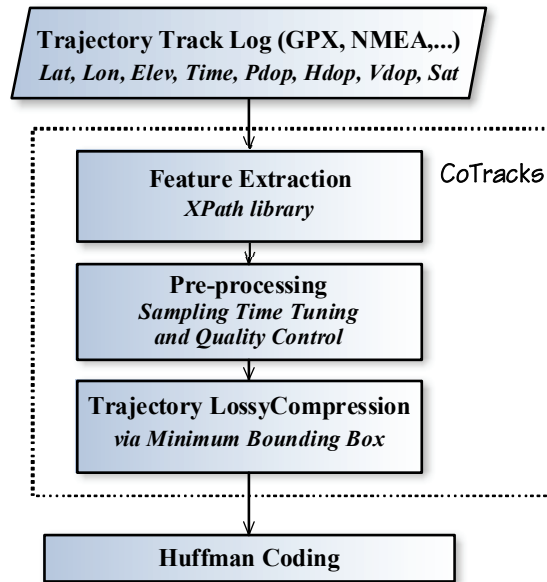 Trajectory Track Log (GPX, NMEA,...)
Lat, Lon, Elev, Time, Pdop, Hdop, Vdop, Sat
CoTracks
Feature Extraction
XPath library
Pre-processing
Sampling Time Tuning
and Quality Control
Trajectory LossyCompression
via Minimum Bounding Box
Huffman Coding